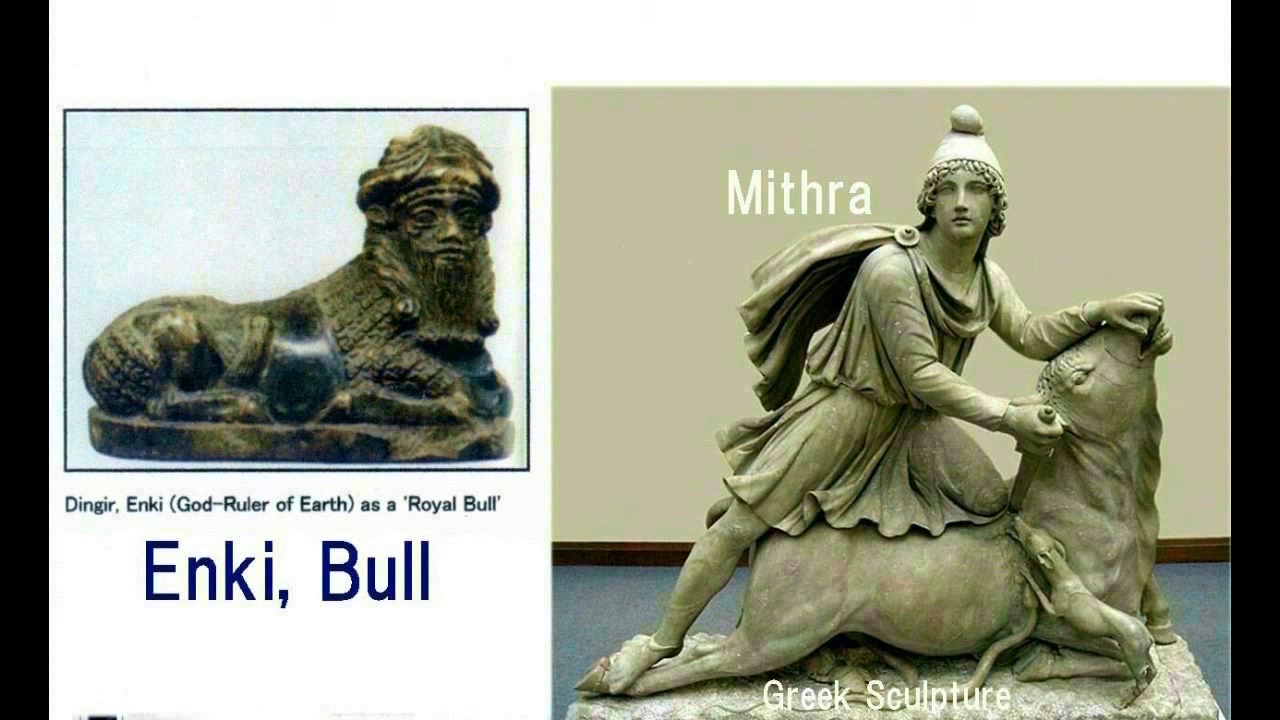 Mithra
Dingir, Enki (God-Ruler of Earth) as a 'Royal Bull'
Enki, Bull
Greek Sculpture